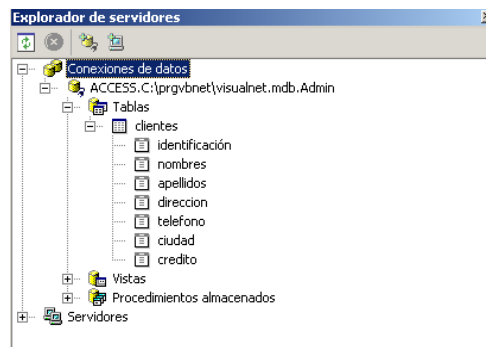 Explorador de servidores
Conexiones de datos
ACCESS.C:\prgvbnet\visualnet.mdb.Admin
Tablas
clientes
identificación
nombres
apellidos
direccion
telefono
ciudad
credito
Vistas
Procedimientos almacenados
Servidores